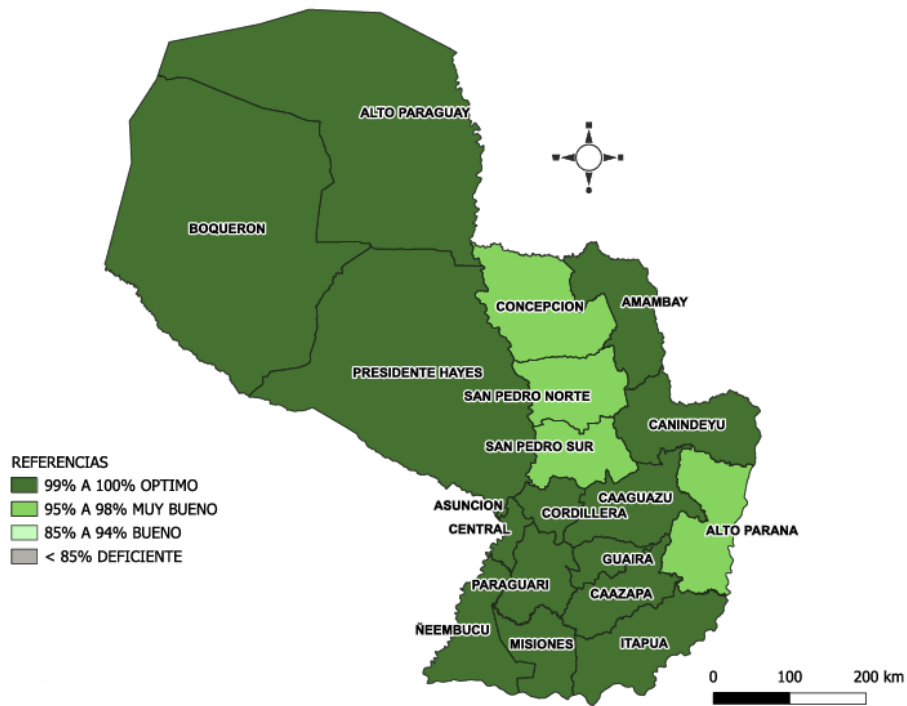 ALTO PARAGUAY
BOQUERON
CONCEPCION
AMAMBAY
PRESIDENTE HAYES
SAN PEDRO NORTE
CANINDEYU
SAN PEDRO SUR
REFERENCIAS
99% A 100% OPTIMO
95% A 98% MUY BUENO
85% A 94% BUENO
< 85% DEFICIENTE
CAAGUAZU
ASUNCION
CORDILLERA
CENTRAL
ALTO PARANA
GUAIRA
PARAGUARI
CAAZAPA
ÑEEMBUCU
MISIONES
ITAPUA
0 100 200 km